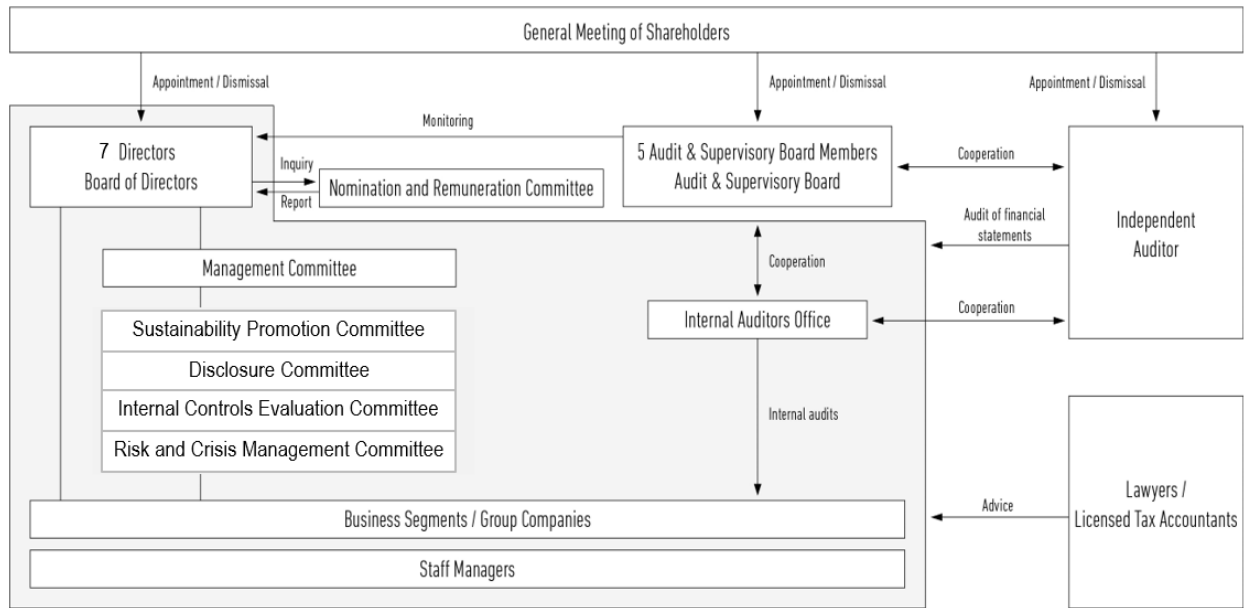 General Meeting of Shareholders
Appointment / Dismissal
Appointment / Dismissal
Appointment / Dismissal
7 Directors
Board of Directors
Monitoring
5 Audit & Supervisory Board Members
Audit & Supervisory Board
Cooperation
Inquiry
Report
Nomination and Remuneration Committee
Audit of financial
statements
Independent
Auditor
Management Committee
Cooperation
Sustainability Promotion Committee
Disclosure Committee
Internal Controls Evaluation Committee
Risk and Crisis Management Committee
Internal Auditors Office
Cooperation
Internal audits
Business Segments / Group Companies
Staff Managers
Advice
Lawyers /
Licensed Tax Accountants